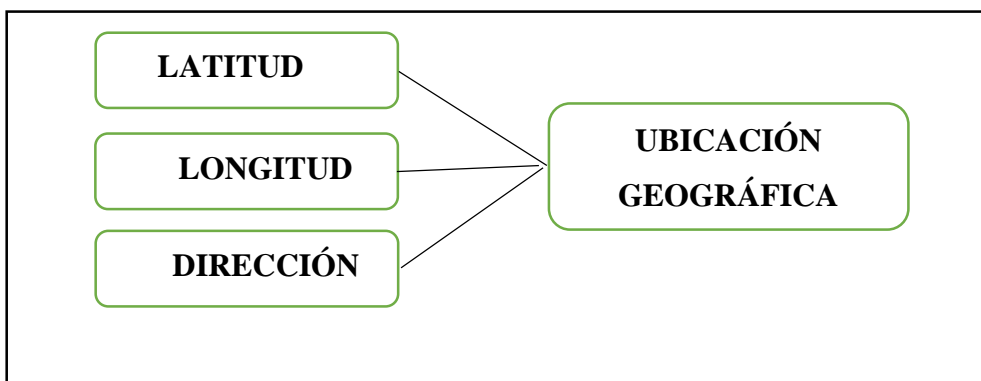 LATITUD
LONGITUD
DIRECCIÓN
UBICACIÓN
GEOGRÁFICA